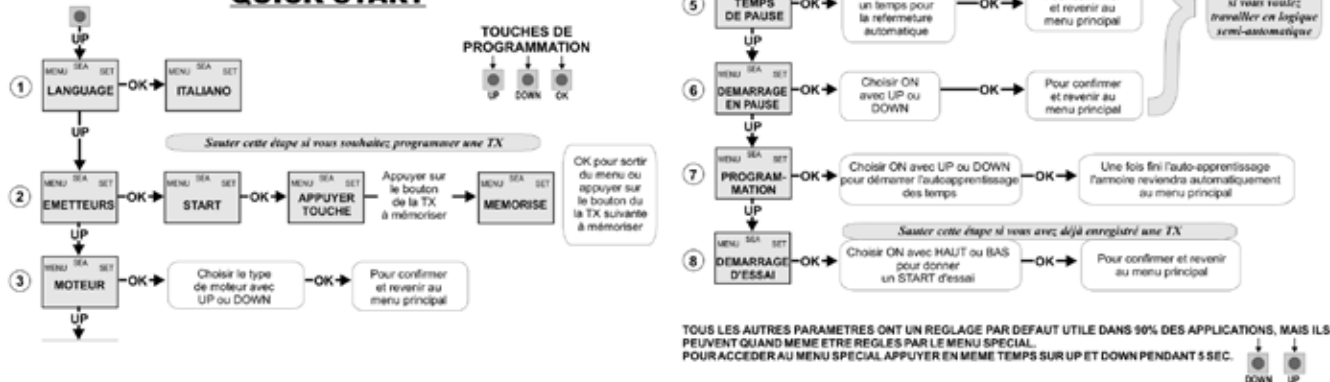 QUICK START
UP
TOUCHES DE
PROGRAMMATION
UP DOWN OK
1
MENU SEA SET
LANGUAGE
OK
MENU SEA SET
ITALIANO
UP
Sauter cette étape si vous souhaitez programmer une TX
2
MENU SEA SET
EMETTEURS
OK
MENU SEA SET
START
OK
MENU SEA SET
APPUYER
TOUCHE
Appuyer sur
le bouton
de la TX
à mémoriser
MENU SEA SET
MEMORISE
OK pour sortir
du menu ou
appuyer sur
le bouton du
la TX suivante
à mémoriser
UP
3
MENU SEA SET
MOTEUR
OK
Choisir le type
de moteur avec
UP ou DOWN
OK
Pour confirmer
et revenir au
menu principal
UP
5
TEMPS
DE PAUSE
OK
un temps pour
la refermeture
automatique
OK
et revenir au
menu principal
si vous voulez
travailler en logique
semi-automatique
UP
6
MENU SEA SET
DEMARRAGE
EN PAUSE
OK
Choisir ON
avec UP ou
DOWN
OK
Pour confirmer
et revenir au
menu principal
UP
7
MENU SEA SET
PROGRAM-
MATION
OK
Choisir ON avec UP ou DOWN
pour démarrer l'autoapprentissage
des temps
OK
Une fois fini l'auto-apprentissage
l'armoire reviendra automatiquement
au menu principal
UP
Sauter cette étape si vous avez déjà enregistré une TX
8
MENU SEA SET
DEMARRAGE
D'ESSAI
OK
Choisir ON avec HAUT ou BAS
pour donner
un START d'essai
OK
Pour confirmer et revenir
au menu principal
TOUS LES AUTRES PARAMETRES ONT UN REGLAGE PAR DEFAUT UTILE DANS 90% DES APPLICATIONS, MAIS ILS
PEUVENT QUAND MEME ETRE REGLES PAR LE MENU SPECIAL.
POUR ACCEDER AU MENU SPECIAL APPUYER EN MEME TEMPS SUR UP ET DOWN PENDANT 5 SEC.
DOWN UP